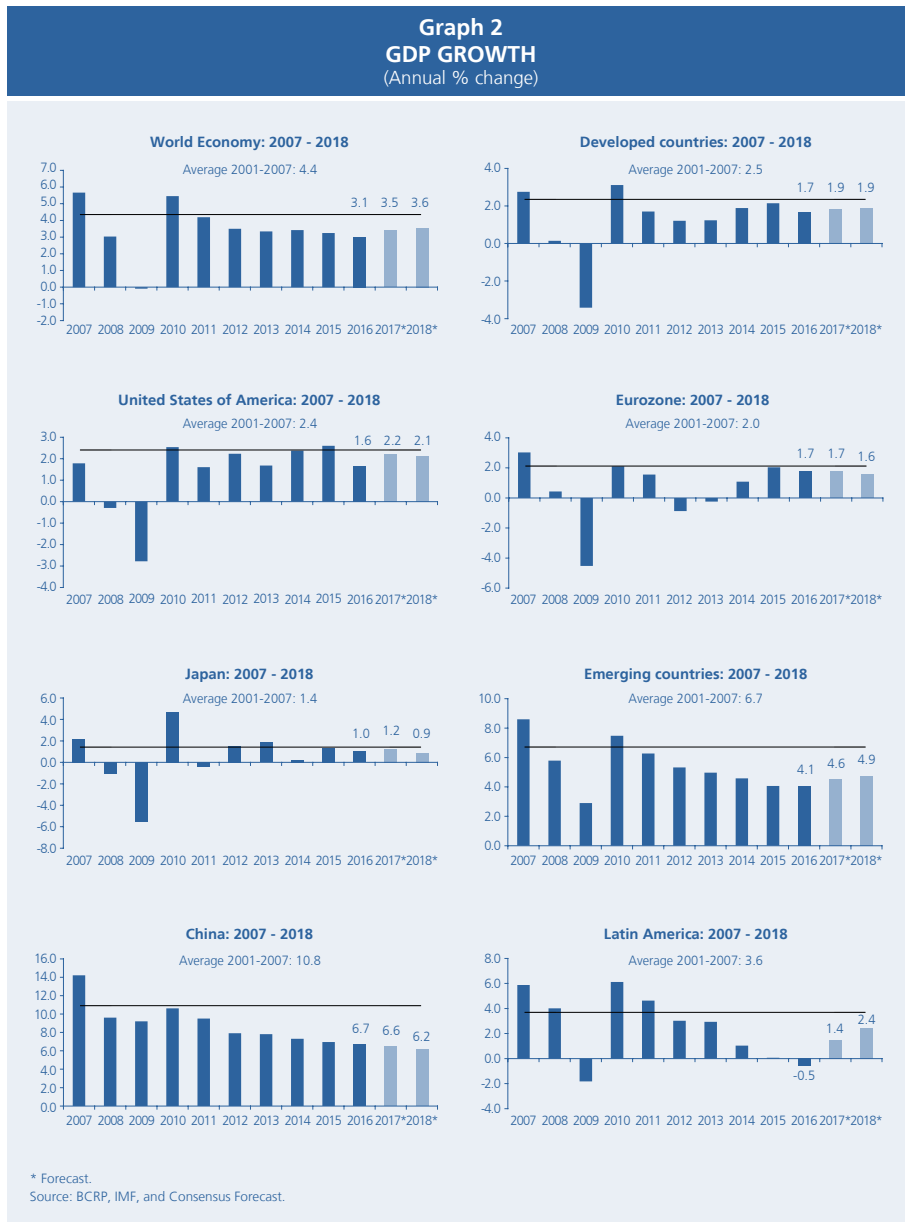 Graph 2
GDP GROWTH
(Annual % change)
World Economy: 2007 - 2018
Average 2001-2007: 4.4
7.0
6.0
5.0
4.0
3.0
2.0
1.0
0.0
-1.0
-2.0
3.1 3.5 3.6
2007 2008 2009 2010 2011 2012 2013 2014 2015 2016 2017* 2018*
Developed countries: 2007 - 2018
Average 2001-2007: 2.5
4.0
2.0
0.0
-2.0
-4.0
1.7 1.9 1.9
2007 2008 2009 2010 2011 2012 2013 2014 2015 2016 2017* 2018*
United States of America: 2007 - 2018
Average 2001-2007: 2.4
3.0
2.0
1.0
0.0
-1.0
-2.0
-3.0
-4.0
1.6 2.2 2.1
2007 2008 2009 2010 2011 2012 2013 2014 2015 2016 2017* 2018*
Eurozone: 2007 - 2018
Average 2001-2007: 2.0
4.0
2.0
0.0
-2.0
-4.0
-6.0
1.7 1.7 1.6
2007 2008 2009 2010 2011 2012 2013 2014 2015 2016 2017* 2018*
Japan: 2007 - 2018
Average 2001-2007: 1.4
6.0
4.0
2.0
0.0
-2.0
-4.0
-6.0
-8.0
1.0 1.2 0.9
2007 2008 2009 2010 2011 2012 2013 2014 2015 2016 2017* 2018*
Emerging countries: 2007 - 2018
Average 2001-2007: 6.7
10.0
8.0
6.0
4.0
2.0
0.0
4.1 4.6 4.9
2007 2008 2009 2010 2011 2012 2013 2014 2015 2016 2017* 2018*
China: 2007 - 2018
Average 2001-2007: 10.8
16.0
14.0
12.0
10.0
8.0
6.0
4.0
2.0
0.0
6.7 6.6 6.2
2007 2008 2009 2010 2011 2012 2013 2014 2015 2016 2017* 2018*
Latin America: 2007 - 2018
Average 2001-2007: 3.6
8.0
6.0
4.0
2.0
0.0
-2.0
-4.0
-0.5 1.4 2.4
2007 2008 2009 2010 2011 2012 2013 2014 2015 2016 2017* 2018*
* Forecast.
Source: BCRP, IMF, and Consensus Forecast.